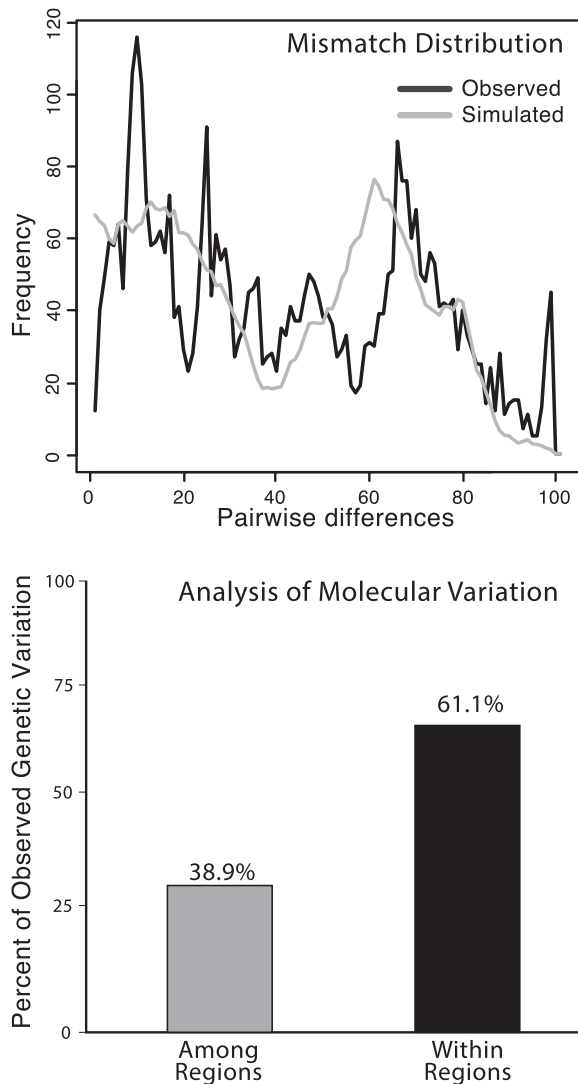 Mismatch Distribution
Observed
Simulated
Frequency
120
100
80
60
40
20
0
0 20 40 60 80 100
Pairwise differences
Analysis of Molecular Variation
Percent of Observed Genetic Variation
100
75
50
25
0
38.9%
61.1%
Among
Regions
Within
Regions